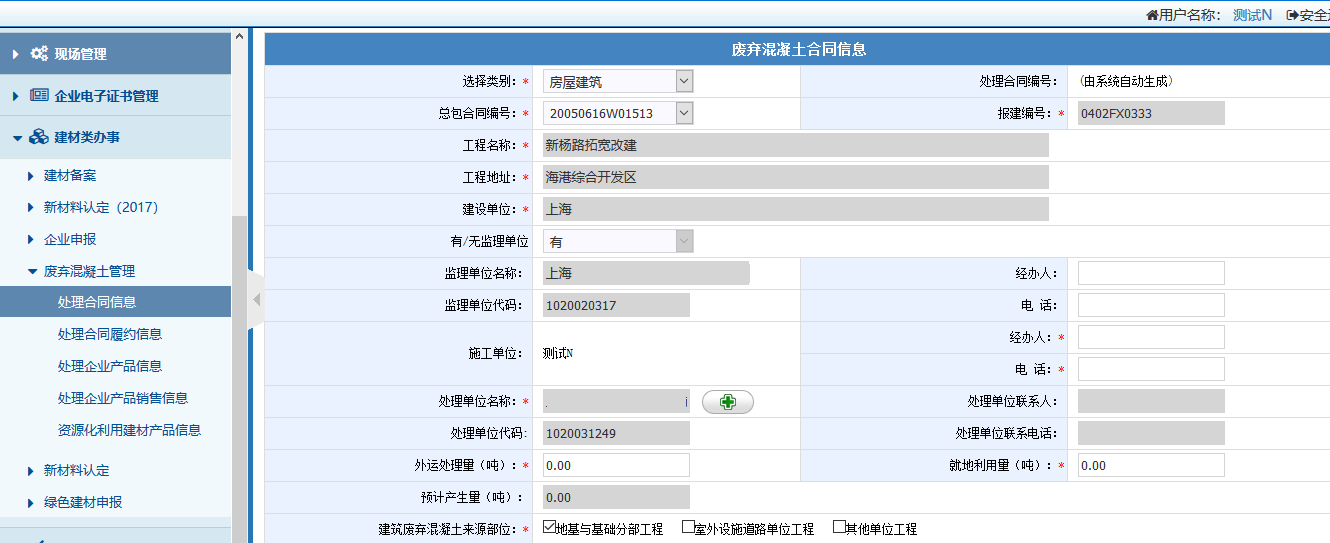 用户名称： 测试N 安全
现场管理
企业电子证书管理
建材类办事
建材备案
新材料认定（2017）
企业申报
废弃混凝土管理
处理合同信息
处理合同履约信息
处理企业产品信息
处理企业产品销售信息
资源化利用建材产品信息
新材料认定
绿色建材申报
废弃混凝土合同信息
选择类别：* 房屋建筑 处理合同编号： (由系统自动生成)
总包合同编号：* 20050616W01513 报建编号：* 0402FX0333
工程名称：* 新杨路拓宽改建
工程地址：* 海港综合开发区
建设单位：* 上海
有/无监理单位 有
监理单位名称： 上海 经办人：
监理单位代码： 1020020317 电 话：
施工单位： 测试N 经办人：*
电 话：*
处理单位名称：* 处理单位联系人：
处理单位代码: 1020031249 处理单位联系电话：
外运处理量（吨）：* 0.00 就地利用量（吨）：* 0.00
预计产生量（吨）： 0.00
建筑废弃混凝土来源部位：* 地基与基础分部工程 室外设施道路单位工程 其他单位工程